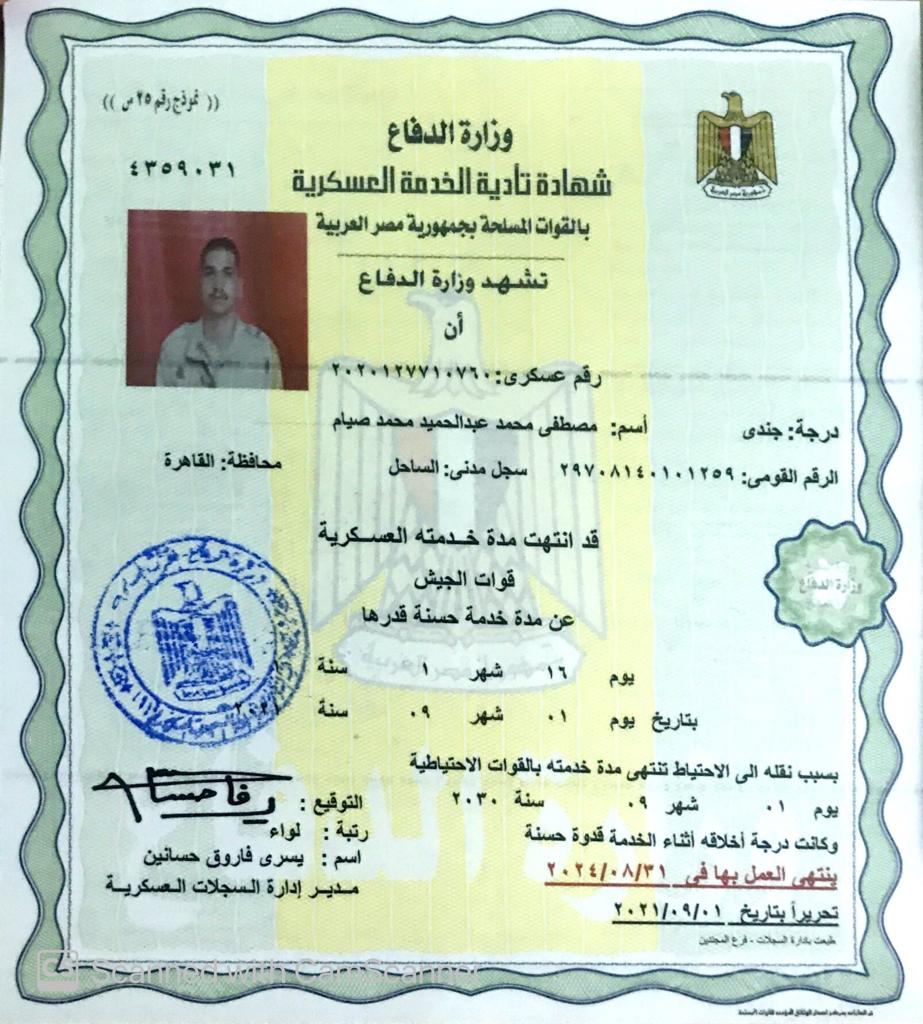 (( نموذج رقم ٢٥ س ))
وزارة الدفاع
٤٣٥٩٠٣١
شهادة تأدية الخدمة العسكرية
بالقوات المسلحة بجمهورية مصر العربية
تشهد وزارة الدفاع
أن
رقم عسكرى: ٢٠٢٠١٢٧٧١٠٧٦٠
درجة: جندى أسم: مصطفى محمد عبدالحميد محمد صيام
الرقم القومى: ٢٩٧٠٨١٤٠١٠١٢٥٩ سجل مدنى: الساحل محافظة: القاهرة
قد انتهت مدة خدمته العسكرية
قوات الجيش
وزارة الدفاع
عن مدة خدمة حسنة قدرها
يوم ١٦ شهر ١ سنة
بتاريخ يوم ٠١ شهر ٠٩ سنة ٢٠٢١
بسبب نقله الى الاحتياط تنتهى مدة خدمته بالقوات الاحتياطية
يوم ٠١ شهر ٠٩ سنة ٢٠٣٠
التوقيع :
وكانت درجة أخلاقه أثناء الخدمة قدوة حسنة
رتبة : لواء
اسم : يسرى فاروق حسانين
ينتهى العمل بها فى ٢٠٢٤/٠٨/٣١
مدير إدارة السجلات العسكرية
تحريراً بتاريخ ٢٠٢١/٠٩/٠١
طبعت بادارة السجلات - فرع المجندين
Scanned with CamScanner